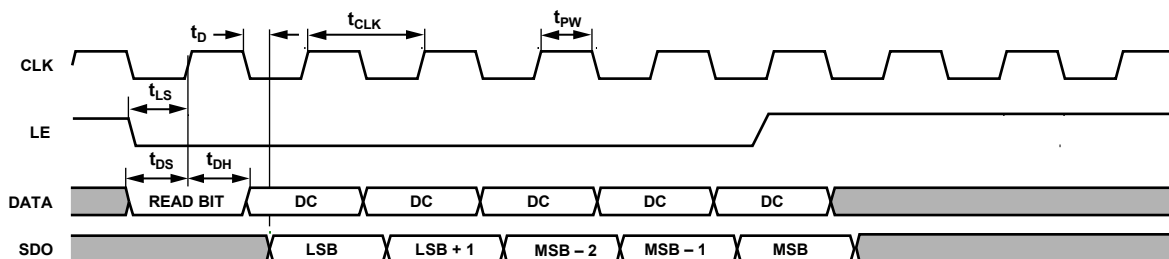 tD
tCLK
tPW
CLK
tLS
LE
tDS
tDH
DATA
READ BIT
DC
DC
DC
DC
DC
SDO
LSB
LSB + 1
MSB – 2
MSB – 1
MSB